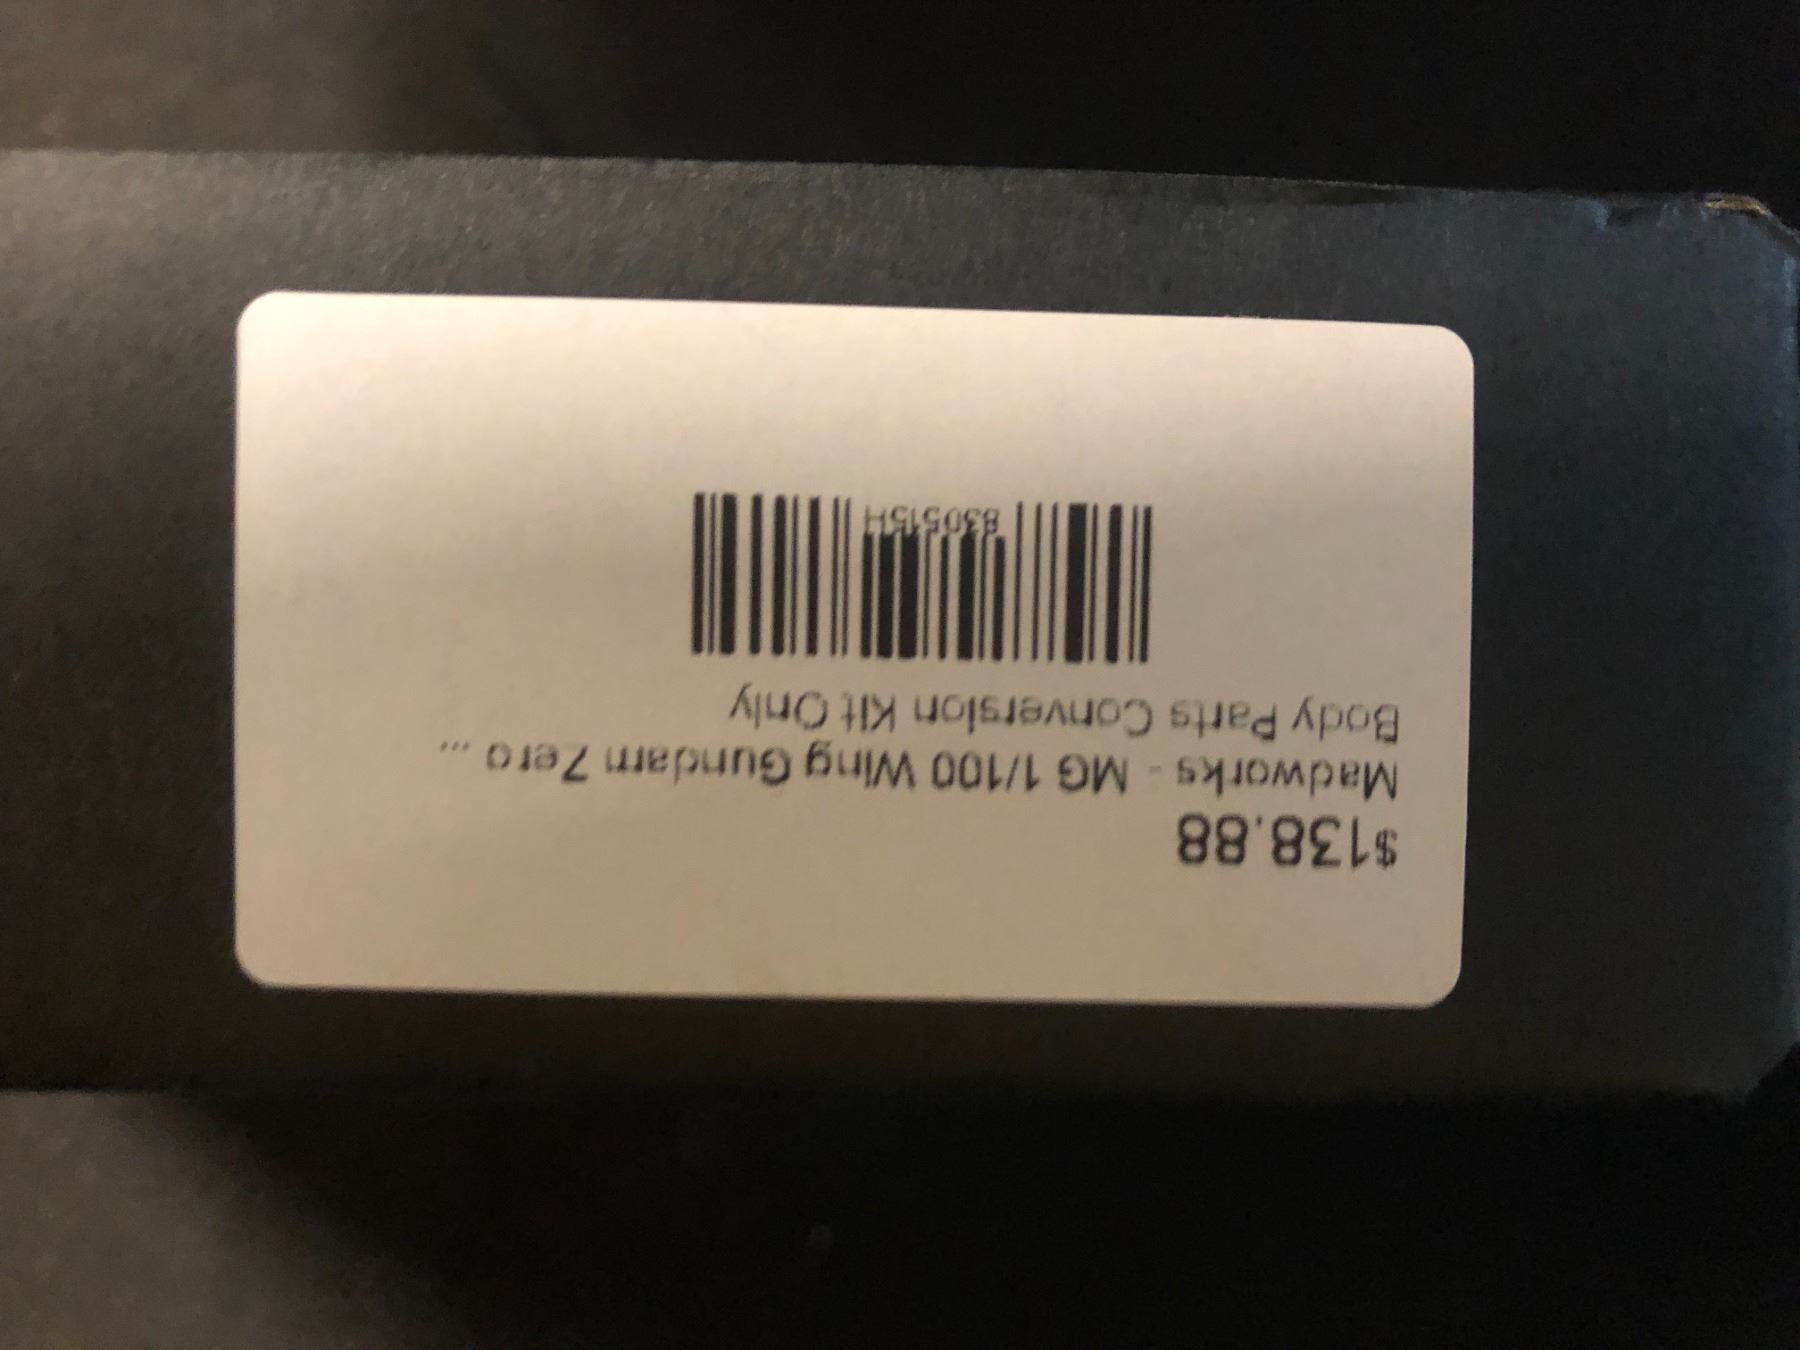 $138.88
Madworks - MG 1/100 Wing Gundam Zero ...
Body Parts Conversion Kit Only
830515H